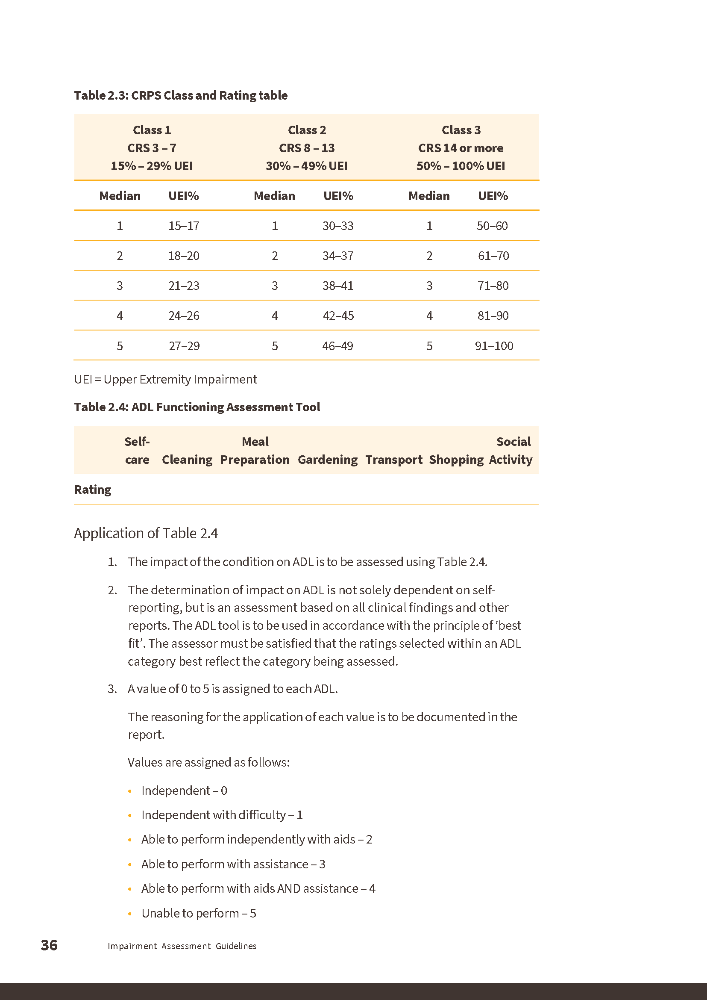 Table 2.3: CRPS Class and Rating table
Class 1 Class 2 Class 3
CRS 3 – 7 CRS 8 – 13 CRS 14 or more
15% – 29% UEI 30% – 49% UEI 50% – 100% UEI
Median UEI% Median UEI% Median UEI%
1 15–17 1 30–33 1 50–60
2 18–20 2 34–37 2 61–70
3 21–23 3 38–41 3 71–80
4 24–26 4 42–45 4 81–90
5 27–29 5 46–49 5 91–100
UEI = Upper Extremity Impairment
Table 2.4: ADL Functioning Assessment Tool
Self- Meal Social
care Cleaning Preparation Gardening Transport Shopping Activity
Rating
Application of Table 2.4
1. The impact of the condition on ADL is to be assessed using Table 2.4.
2. The determination of impact on ADL is not solely dependent on self-
reporting, but is an assessment based on all clinical findings and other
reports. The ADL tool is to be used in accordance with the principle of ‘best
fit’. The assessor must be satisfied that the ratings selected within an ADL
category best reflect the category being assessed.
3. A value of 0 to 5 is assigned to each ADL.
The reasoning for the application of each value is to be documented in the
report.
Values are assigned as follows:
• Independent – 0
• Independent with difficulty – 1
• Able to perform independently with aids – 2
• Able to perform with assistance – 3
• Able to perform with aids AND assistance – 4
• Unable to perform – 5
36 Impairment Assessment Guidelines